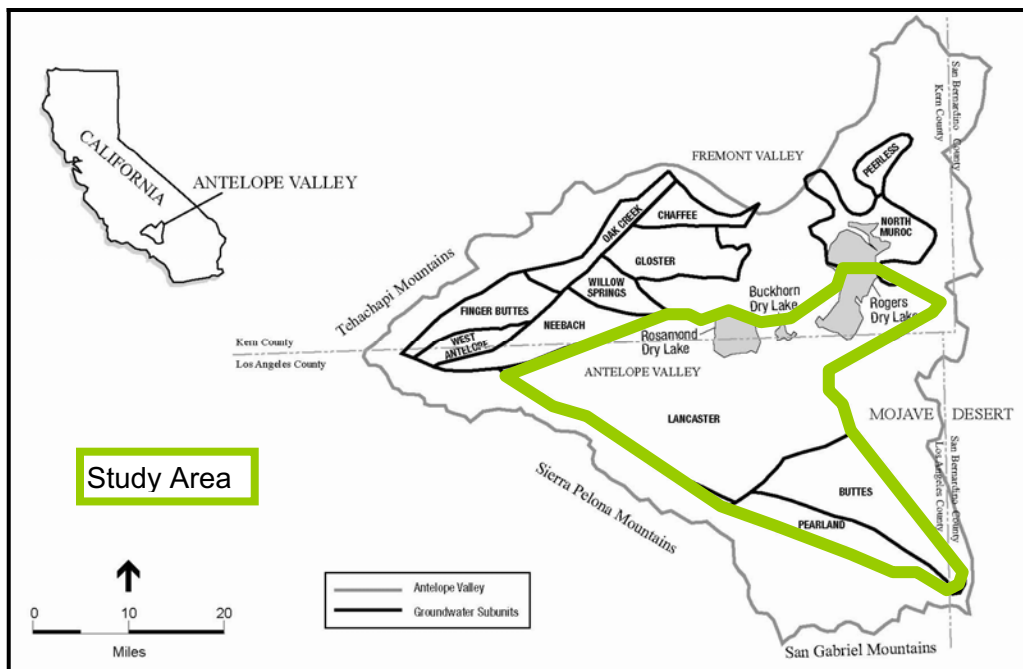 CALIFORNIA
ANTELOPE VALLEY
FREMONT VALLEY
San Bernardino County
Kern County
PEERLESS
NORTH
MUROC
OAK CREEK
CHAFFEE
GLOSTER
Tehachapi Mountains
WILLOW
SPRINGS
Buckhorn
Dry Lake
Rogers
Dry Lake
FINGER BUTTES
NEEBACH
WEST
ANTELOPE
Rosamond
Dry Lake
Kern County
Los Angeles County
ANTELOPE VALLEY
LANCASTER
MOJAVE DESERT
Study Area
Sierra Pelona Mountains
BUTTES
PEARLAND
San Bernardino County
Los Angeles County
0 10 20
Miles
Antelope Valley
Groundwater Subunits
San Gabriel Mountains